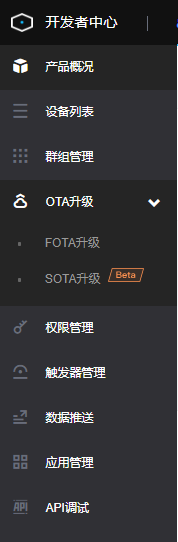 开发者中心
产品概况
设备列表
群组管理
OTA升级
FOTA升级
SOTA升级 Beta
权限管理
触发器管理
数据推送
应用管理
API API调试